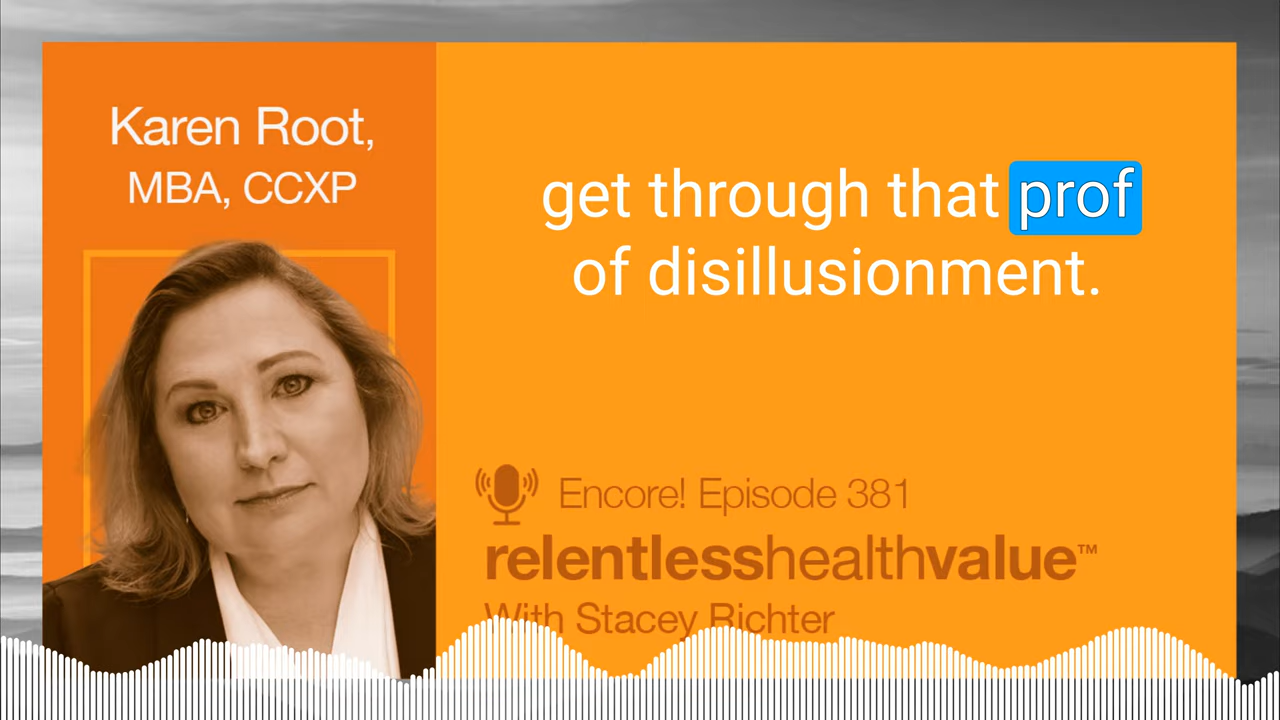 Karen Root,
MBA, CCXP
get through that prof
of disillusionment.
Encore! Episode 381
relentlesshealthvalue™
With Stacey Richter